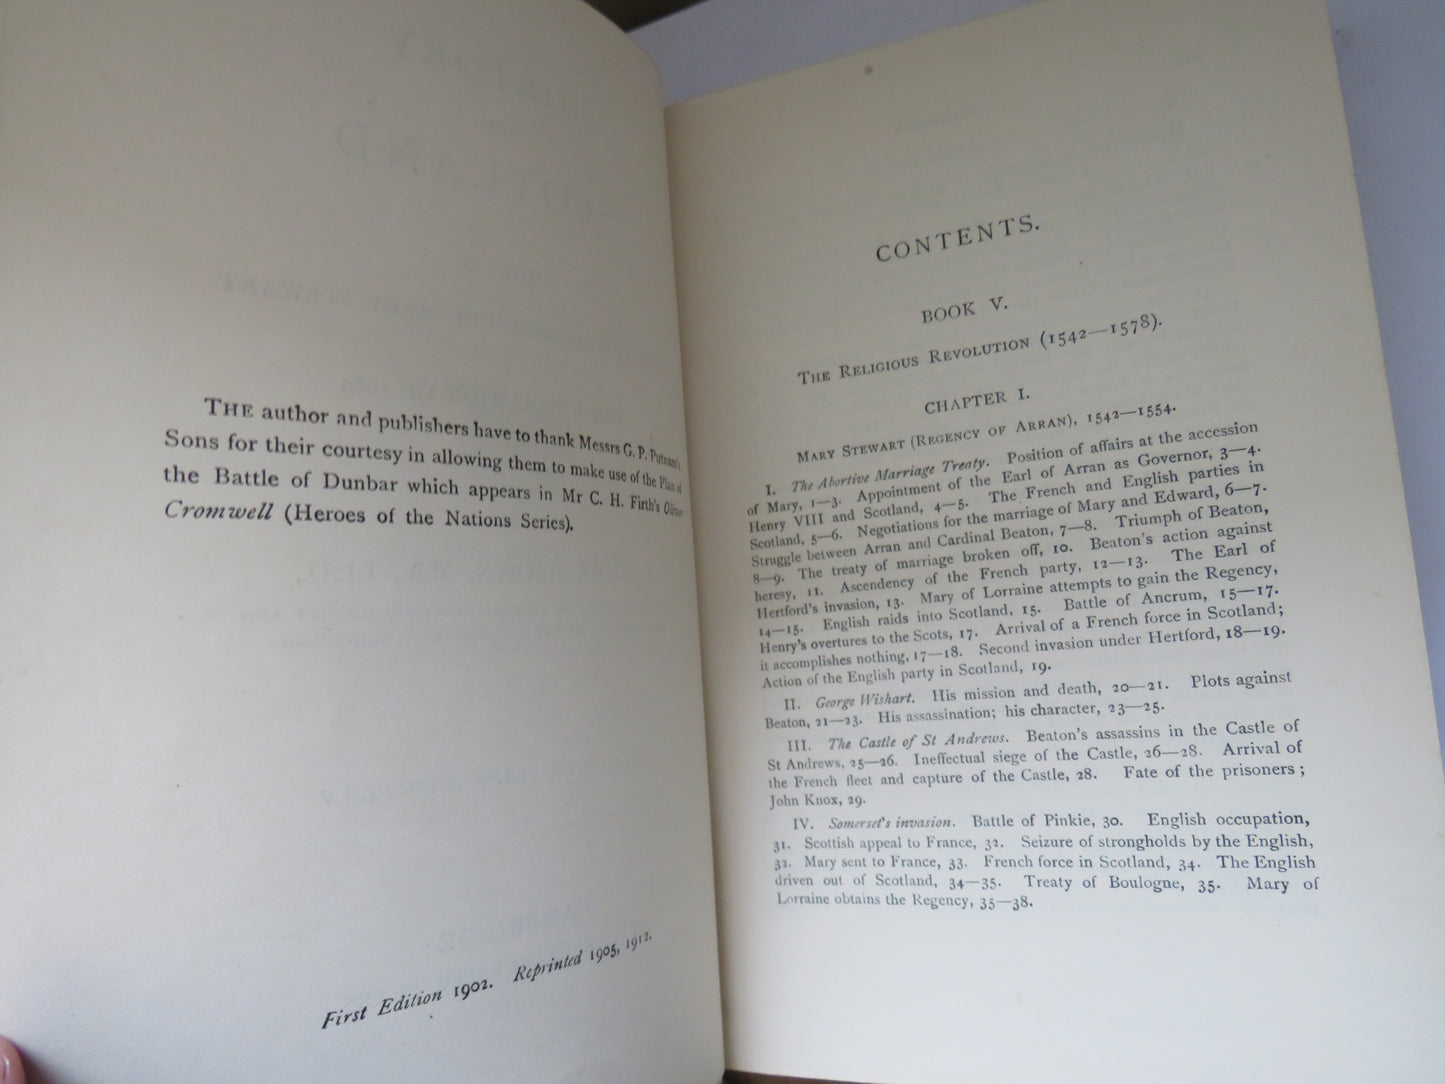 THE author and publishers have to thank Messrs G. P. Putnam's
Sons for their courtesy in allowing them to make use of the Plan of
the Battle of Dunbar which appears in Mr C. H. Firth's Oliver
Cromwell (Heroes of the Nations Series).
First Edition 1902. Reprinted 1905, 1912.
CONTENTS.
BOOK V.
THE RELIGIOUS REVOLUTION (1542—1578).
CHAPTER I.
MARY STEWART (REGENCY OF ARRAN), 1542—1554.
I. The Abortive Marriage Treaty. Position of affairs at the accession
of Mary, 1—3. Appointment of the Earl of Arran as Governor, 3—4.
Henry VIII and Scotland, 4—5. The French and English parties in
Scotland, 5—6. Negotiations for the marriage of Mary and Edward, 6—7.
Struggle between Arran and Cardinal Beaton, 7—8. Triumph of Beaton,
8—9. The treaty of marriage broken off, 10. Beaton's action against
heresy, 11. Ascendency of the French party, 12—13. The Earl of
Hertford's invasion, 13. Mary of Lorraine attempts to gain the Regency,
14—15. English raids into Scotland, 15. Battle of Ancrum, 15—17.
Henry's overtures to the Scots, 17. Arrival of a French force in Scotland;
it accomplishes nothing, 17—18. Second invasion under Hertford, 18—19.
Action of the English party in Scotland, 19.
II. George Wishart. His mission and death, 20—21. Plots against
Beaton, 21—23. His assassination; his character, 23—25.
III. The Castle of St Andrews. Beaton's assassins in the Castle of
St Andrews, 25—26. Ineffectual siege of the Castle, 26—28. Arrival of
the French fleet and capture of the Castle, 28. Fate of the prisoners;
John Knox, 29.
IV. Somerset's invasion. Battle of Pinkie, 30. English occupation,
31. Scottish appeal to France, 32. Seizure of strongholds by the English,
32. Mary sent to France, 33. French force in Scotland, 34. The English
driven out of Scotland, 34—35. Treaty of Boulogne, 35. Mary of
Lorraine obtains the Regency, 35—38.